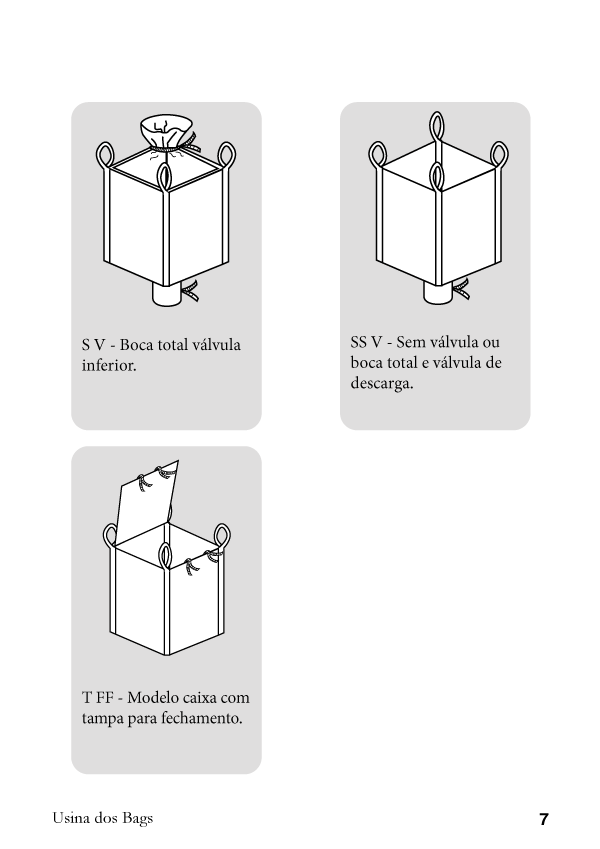 S V - Boca total válvula
inferior.
SS V - Sem válvula ou
boca total e válvula de
descarga.
T FF - Modelo caixa com
tampa para fechamento.
Usina dos Bags
7